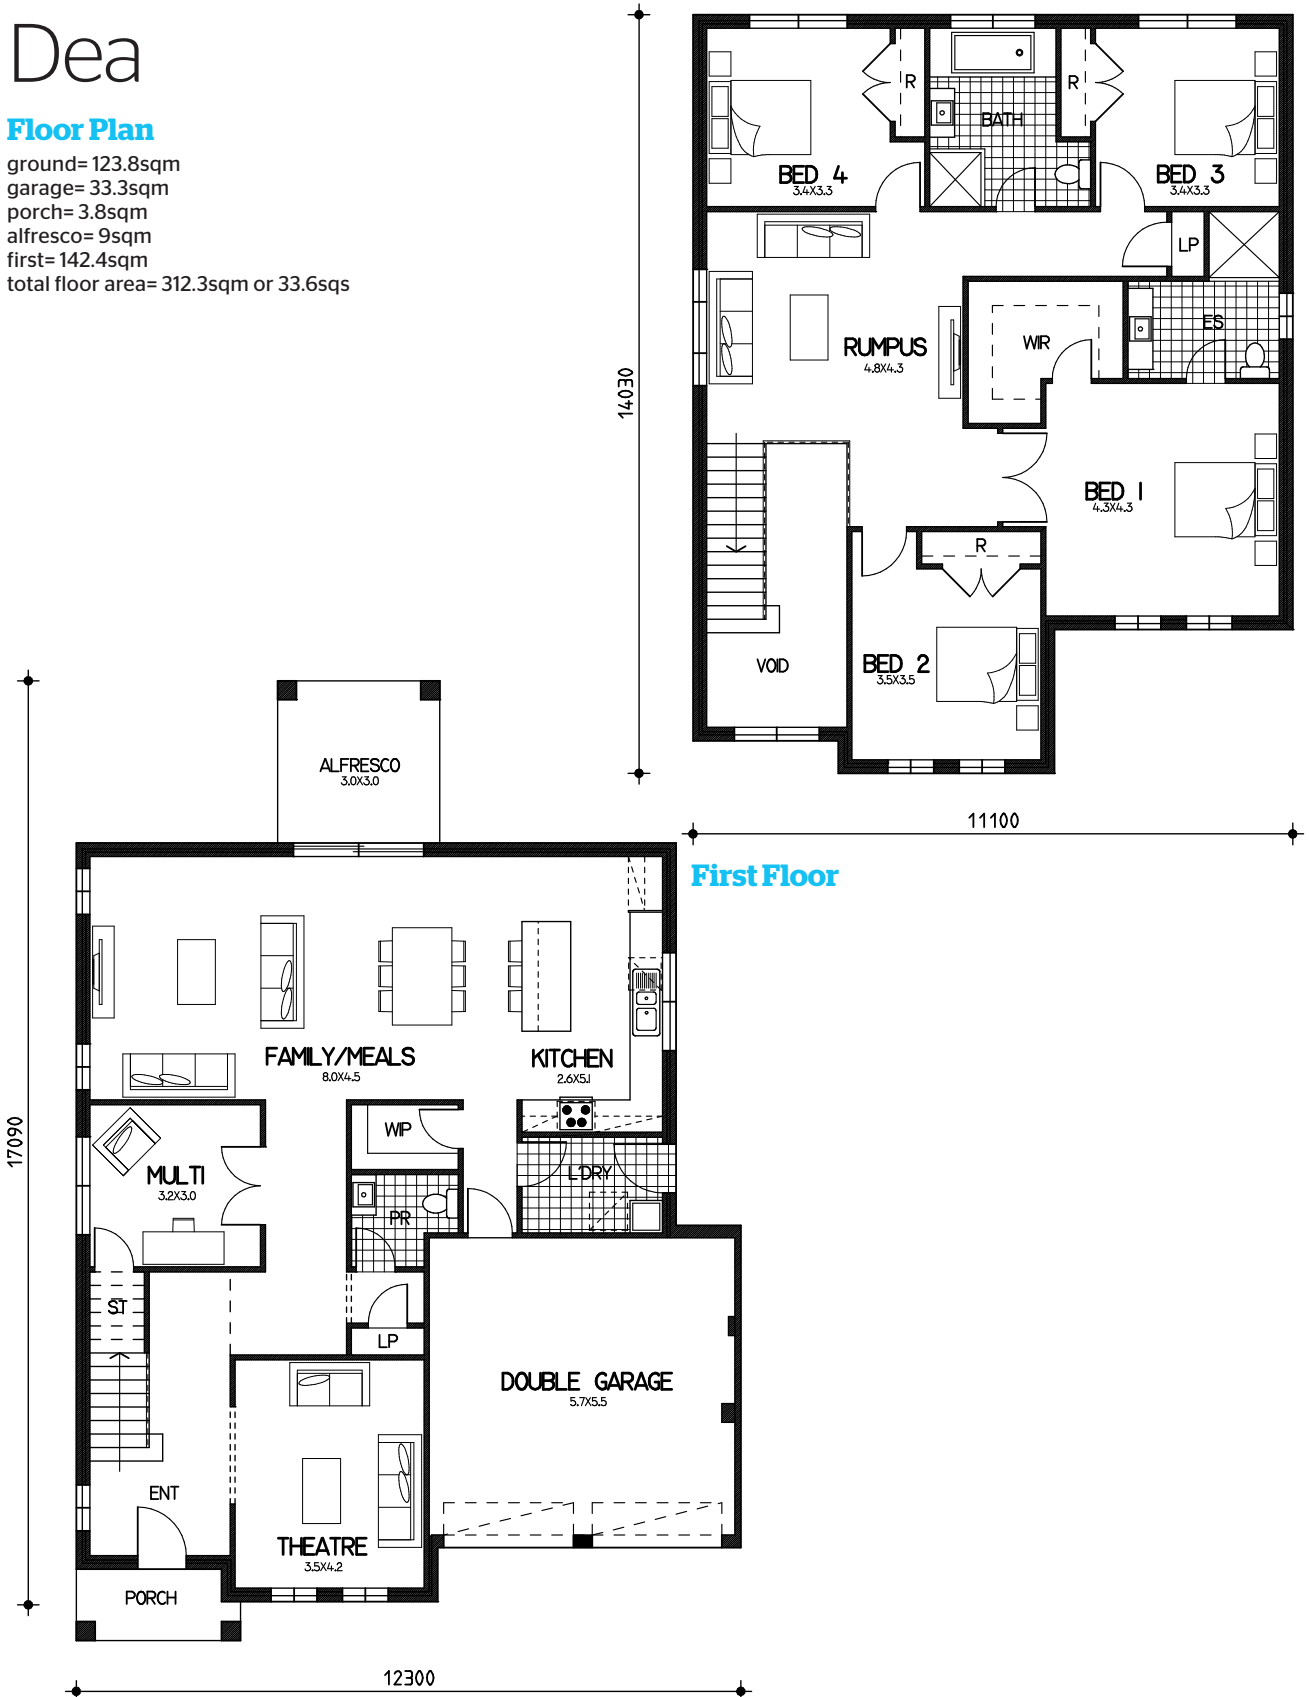 Dea
Floor Plan
ground= 123.8sqm
garage= 33.3sqm
porch= 3.8sqm
alfresco= 9sqm
first= 142.4sqm
total floor area= 312.3sqm or 33.6sqs
14030
R
R
BATH
BED 4
3.4X3.3
BED 3
3.4X3.3
LP
RUMPUS
4.8X4.3
WIR
ES
BED 1
4.3X4.3
R
VOID
BED 2
3.5X3.5
11100
First Floor
17090
ALFRESCO
3.0X3.0
FAMILY/MEALS
8.0X4.5
KITCHEN
2.6X5.1
WIP
MULTI
3.2X3.0
L'DRY
PR
ST
LP
DOUBLE GARAGE
5.7X5.5
ENT
THEATRE
3.5X4.2
PORCH
12300